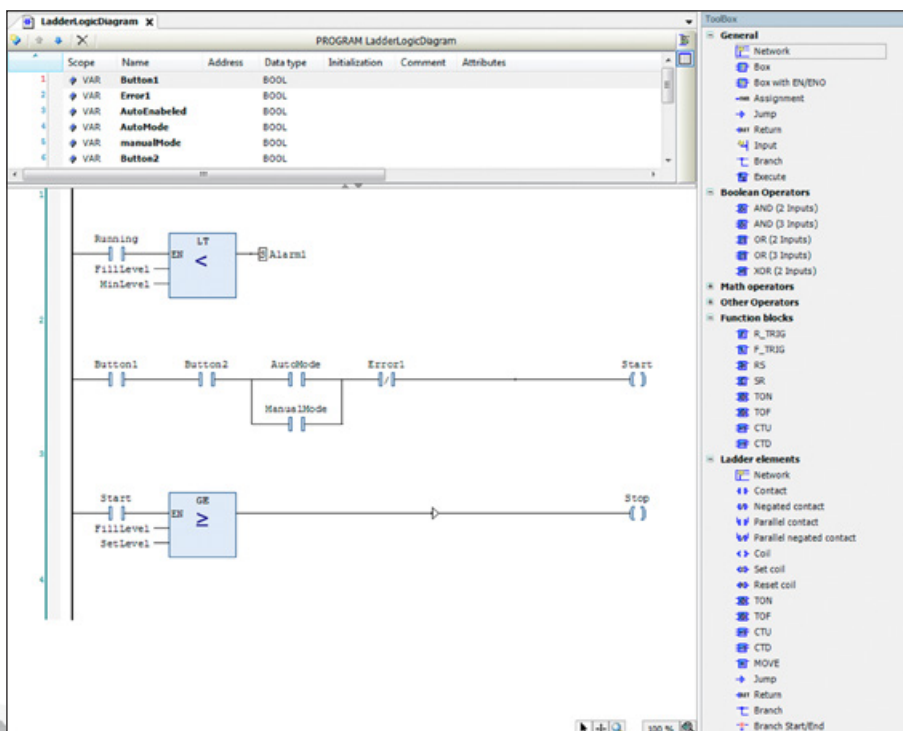 LadderLogicDiagram X
ToolBox
PROGRAM LadderLogicDiagram
Scope Name Address Data type Initialization Comment Attributes
1 VAR Button1 BOOL
2 VAR Error1 BOOL
3 VAR AutoEnabeled BOOL
4 VAR AutoMode BOOL
5 VAR manualMode BOOL
6 VAR Button2 BOOL
1
Running
LT
EN
<
S Alarm1
FillLevel
MinLevel
2
Button1 Button2 AutoMode Error1 Start
ManualMode
3
Start
GE
Stop
EN
≥
FillLevel
SetLevel
4
100 %
General
Network
Box
Box with EN/ENO
Assignment
Jump
Return
Input
Branch
Execute
Boolean Operators
AND (2 Inputs)
AND (3 Inputs)
OR (2 Inputs)
OR (3 Inputs)
XOR (2 Inputs)
Math operators
Other Operators
Function blocks
R_TRIG
F_TRIG
RS
SR
TON
TOF
CTU
CTD
Ladder elements
Network
Contact
Negated contact
Parallel contact
Parallel negated contact
Coil
Set coil
Reset coil
TON
TOF
CTU
CTD
MOVE
Jump
Return
Branch
Branch Start/End